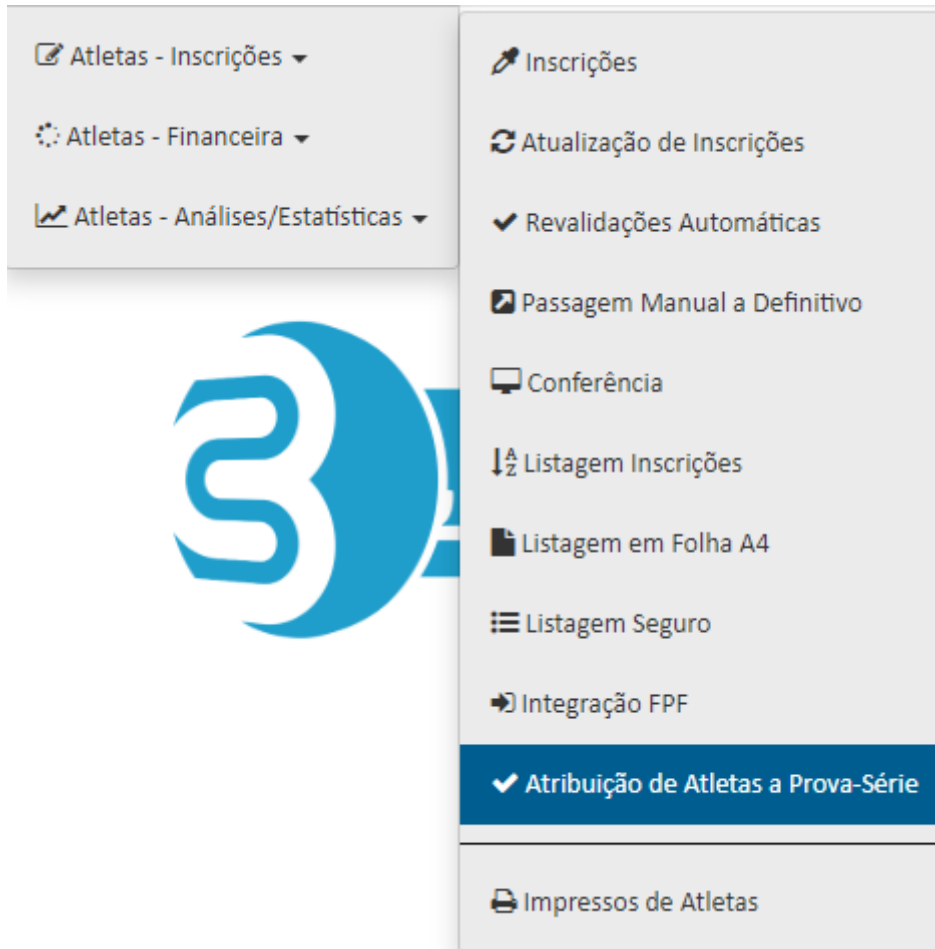 Atletas - Inscrições
Atletas - Financeira
Atletas - Análises/Estatísticas
Inscrições
Atualização de Inscrições
Revalidações Automáticas
Passagem Manual a Definitivo
Conferência
Listagem Inscrições
Listagem em Folha A4
Listagem Seguro
Integração FPF
Atribuição de Atletas a Prova-Série
Impressos de Atletas